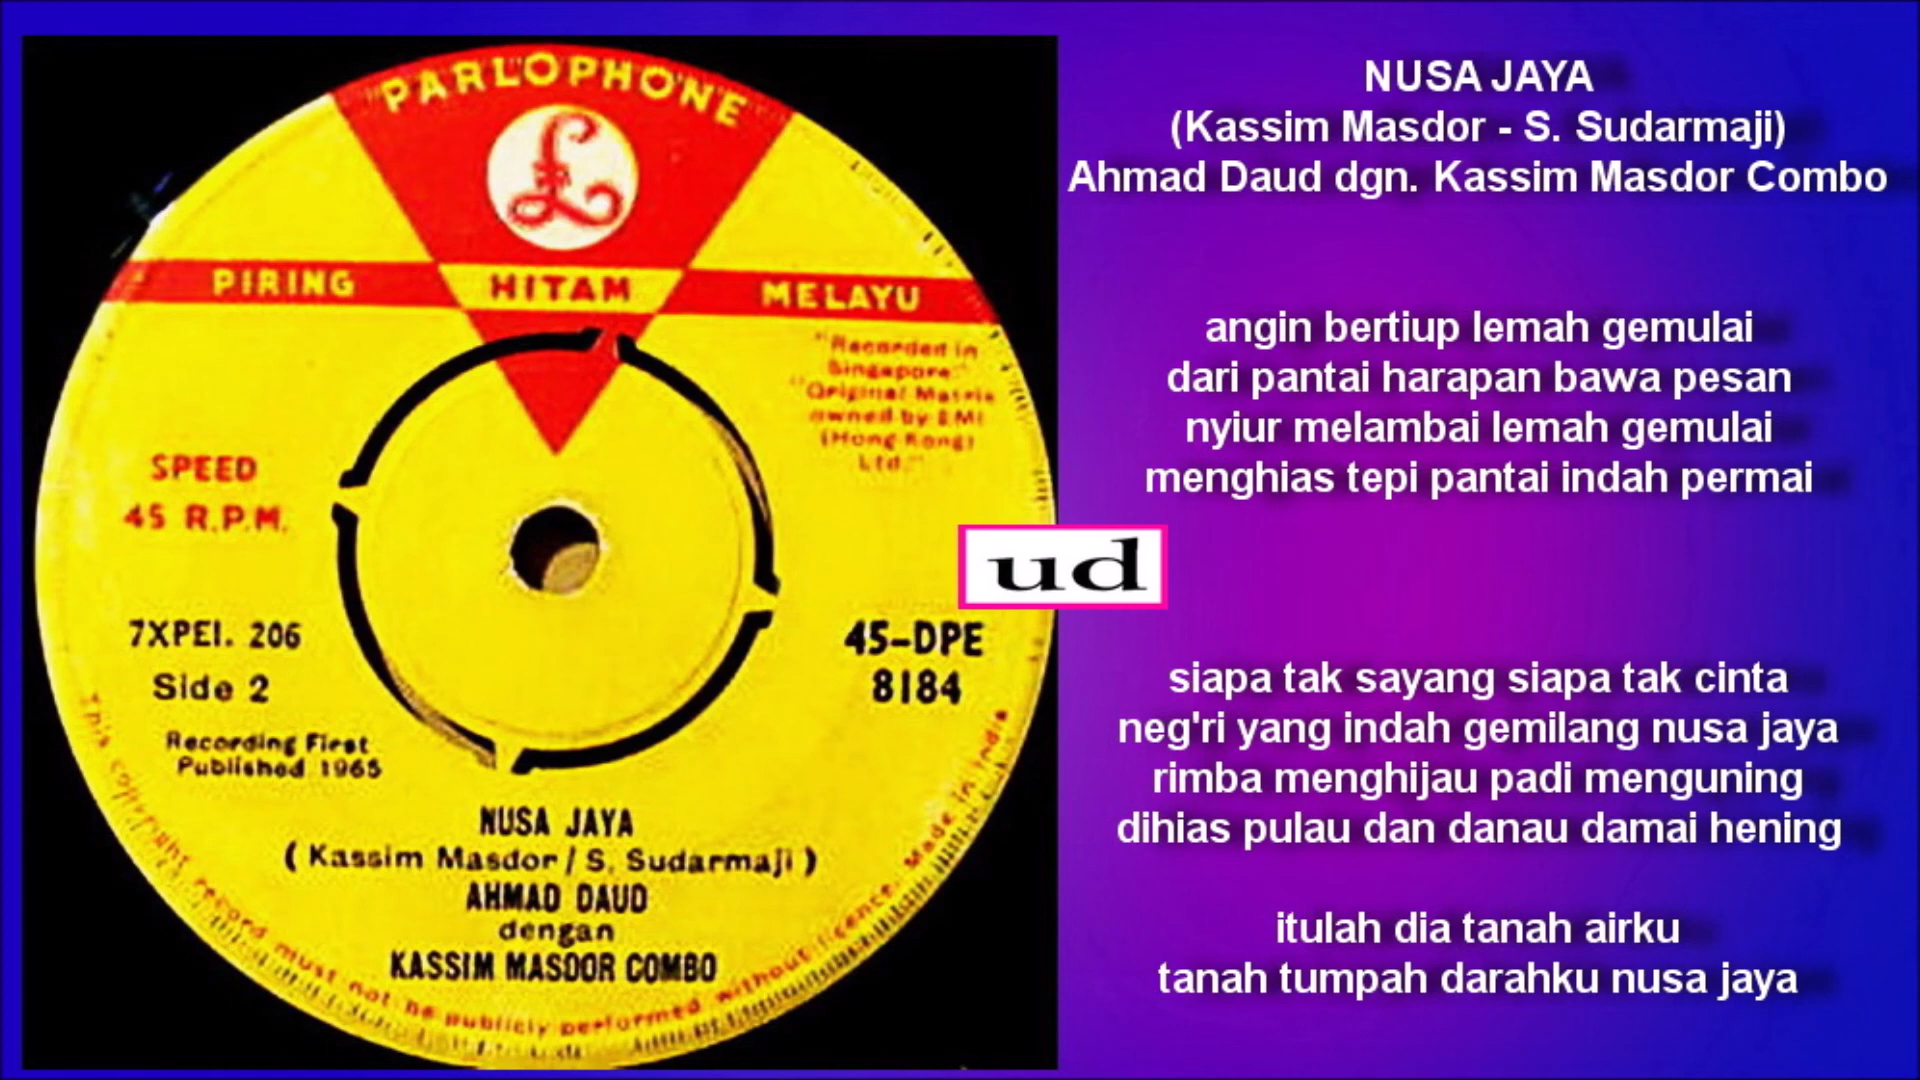 PARLOPHONE
£
PIRING HITAM MELAYU
"Recorded in
Singapore"
"Original Matrix
owned by EMI
(Hong Kong)
Ltd."
SPEED
45 R.P.M.
7XPEI. 206
Side 2
45-DPE
8184
Recording First
Published 1965
NUSA JAYA
( Kassim Masdor / S. Sudarmaji )
AHMAD DAUD
dengan
KASSIM MASDOR COMBO
This copyright record must not be publicly performed without licence. Made in India
ud
NUSA JAYA
(Kassim Masdor - S. Sudarmaji)
Ahmad Daud dgn. Kassim Masdor Combo
angin bertiup lemah gemulai
dari pantai harapan bawa pesan
nyiur melambai lemah gemulai
menghias tepi pantai indah permai
siapa tak sayang siapa tak cinta
neg'ri yang indah gemilang nusa jaya
rimba menghijau padi menguning
dihias pulau dan danau damai hening
itulah dia tanah airku
tanah tumpah darahku nusa jaya